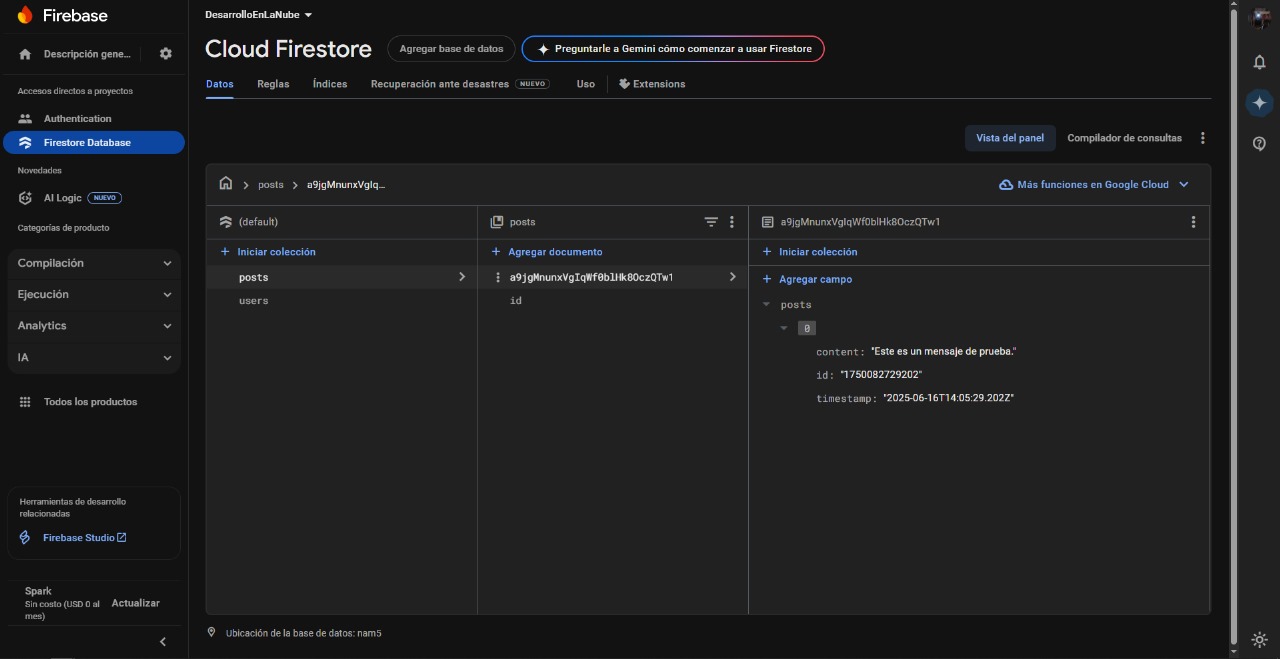 Firebase
Descripción gene...
Accesos directos a proyectos
Authentication
Firestore Database
Novedades
AI Logic NUEVO
Categorías de producto
Compilación
Ejecución
Analytics
IA
Todos los productos
Herramientas de desarrollo
relacionadas
Firebase Studio
Spark
Sin costo (USD 0 al
mes)
Actualizar
DesarrolloEnLaNube
Cloud Firestore
Agregar base de datos
Preguntarle a Gemini cómo comenzar a usar Firestore
Datos Reglas Índices Recuperación ante desastres NUEVO Uso Extensions
Vista del panel Compilador de consultas
posts a9jgMnunxVgIq...
Más funciones en Google Cloud
(default)
+ Iniciar colección
posts
users
posts
+ Agregar documento
a9jgMnunxVgIqWf0blHk8OczQTw1
id
a9jgMnunxVgIqWf0blHk8OczQTw1
+ Iniciar colección
+ Agregar campo
posts
0
content: "Este es un mensaje de prueba."
id: "1750082729202"
timestamp: "2025-06-16T14:05:29.202Z"
Ubicación de la base de datos: nam5